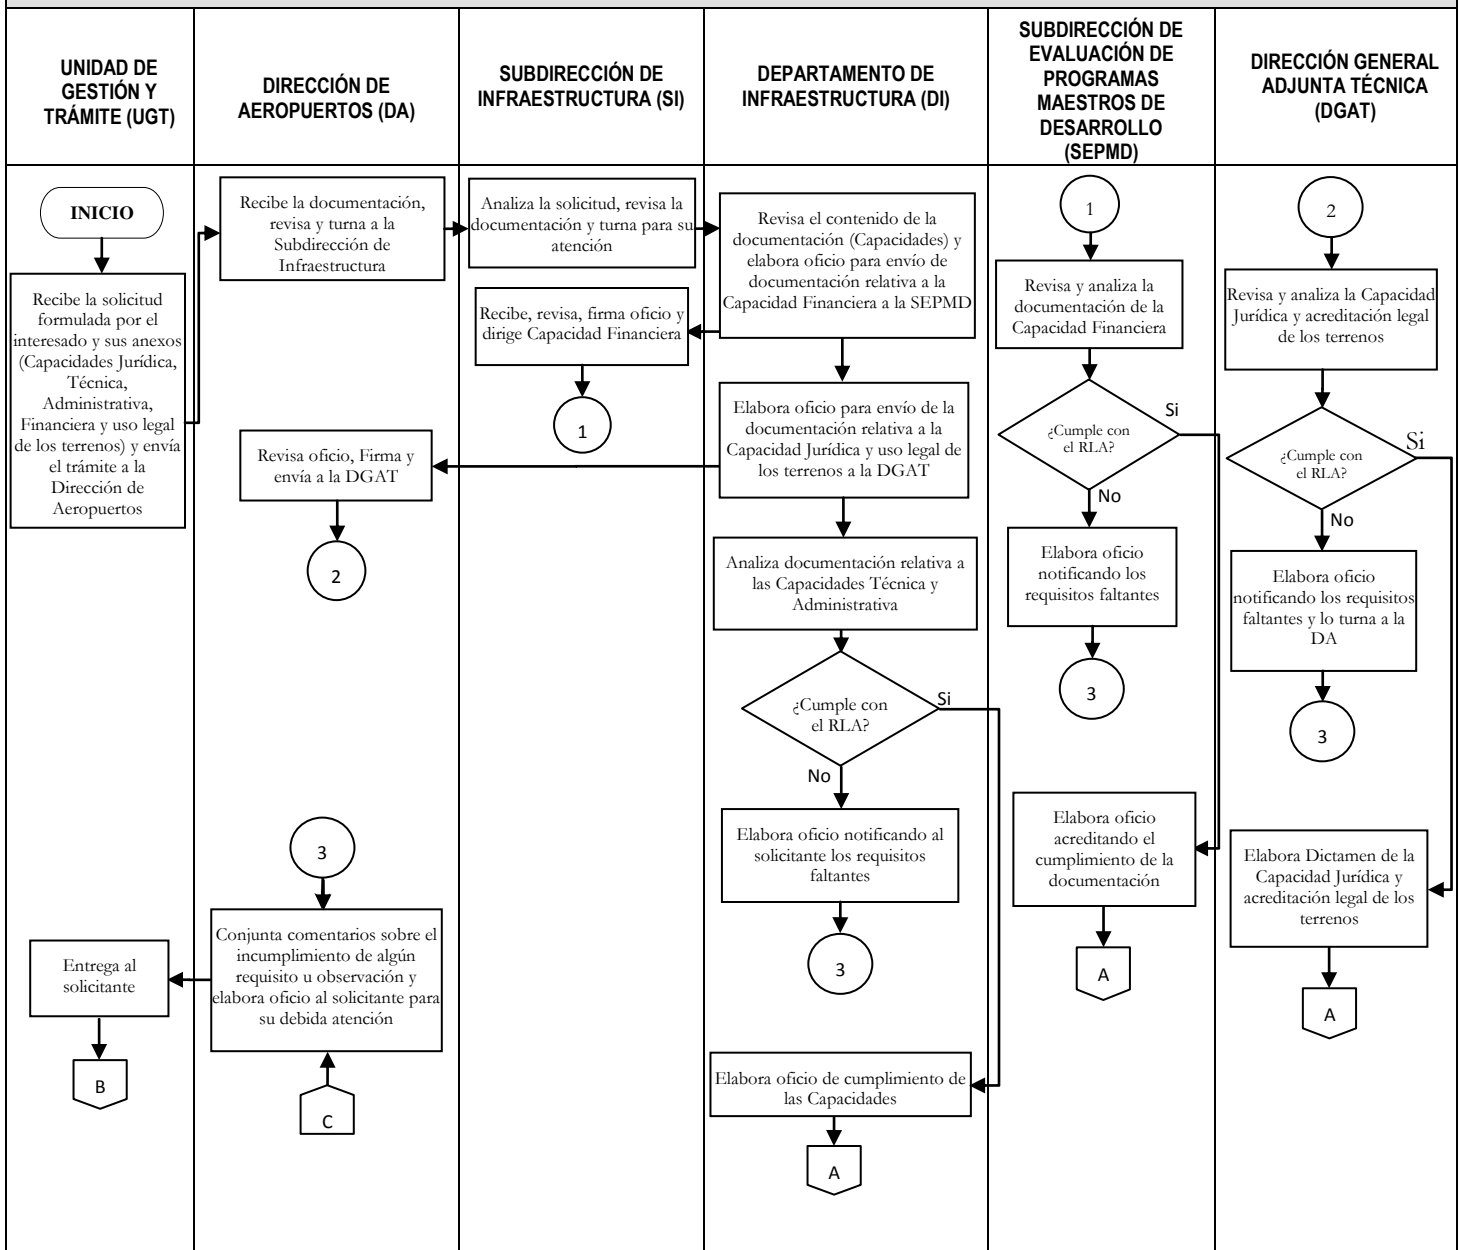 UNIDAD DE
GESTIÓN Y
TRÁMITE (UGT)
DIRECCIÓN DE
AEROPUERTOS (DA)
SUBDIRECCIÓN DE
INFRAESTRUCTURA (SI)
DEPARTAMENTO DE
INFRAESTRUCTURA (DI)
SUBDIRECCIÓN DE
EVALUACIÓN DE
PROGRAMAS
MAESTROS DE
DESARROLLO
(SEPMD)
DIRECCIÓN GENERAL
ADJUNTA TÉCNICA
(DGAT)
INICIO
Recibe la solicitud
formulada por el
interesado y sus anexos
(Capacidades Jurídica,
Técnica,
Administrativa,
Financiera y uso legal
de los terrenos) y envía
el trámite a la
Dirección de
Aeropuertos
Entrega al
solicitante
B
Recibe la documentación,
revisa y turna a la
Subdirección de
Infraestructura
Revisa oficio, Firma y
envía a la DGAT
2
3
Conjunta comentarios sobre el
incumplimiento de algún
requisito u observación y
elabora oficio al solicitante para
su debida atención
C
Analiza la solicitud, revisa la
documentación y turna para su
atención
Recibe, revisa, firma oficio y
dirige Capacidad Financiera
1
Revisa el contenido de la
documentación (Capacidades) y
elabora oficio para envío de
documentación relativa a la
Capacidad Financiera a la SEPMD
Elabora oficio para envío de la
documentación relativa a la
Capacidad Jurídica y uso legal de
los terrenos a la DGAT
Analiza documentación relativa a
las Capacidades Técnica y
Administrativa
¿Cumple con
el RLA?
Si
No
Elabora oficio notificando al
solicitante los requisitos
faltantes
3
Elabora oficio de cumplimiento de
las Capacidades
A
1
Revisa y analiza la
documentación de la
Capacidad Financiera
¿Cumple con
el RLA?
Si
No
Elabora oficio
notificando los
requisitos faltantes
3
Elabora oficio
acreditando el
cumplimiento de la
documentación
A
2
Revisa y analiza la Capacidad
Jurídica y acreditación legal
de los terrenos
¿Cumple con
el RLA?
Si
No
Elabora oficio
notificando los requisitos
faltantes y lo turna a la
DA
3
Elabora Dictamen de la
Capacidad Jurídica y
acreditación legal de los
terrenos
A